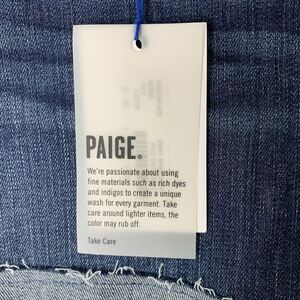 PAIGE®
We're passionate about using
fine materials such as rich dyes
and indigos to create a unique
wash for every garment. Take
care around lighter items, the
color may rub off.
Take Care